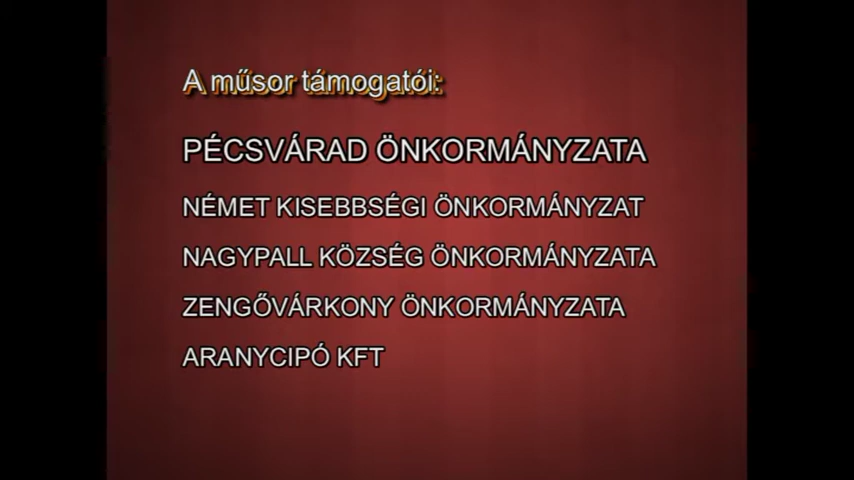 A műsor támogatói:
PÉCSVÁRAD ÖNKORMÁNYZATA
NÉMET KISEBBSÉGI ÖNKORMÁNYZAT
NAGYPALL KÖZSÉG ÖNKORMÁNYZATA
ZENGŐVÁRKONY ÖNKORMÁNYZATA
ARANYCIPÓ KFT